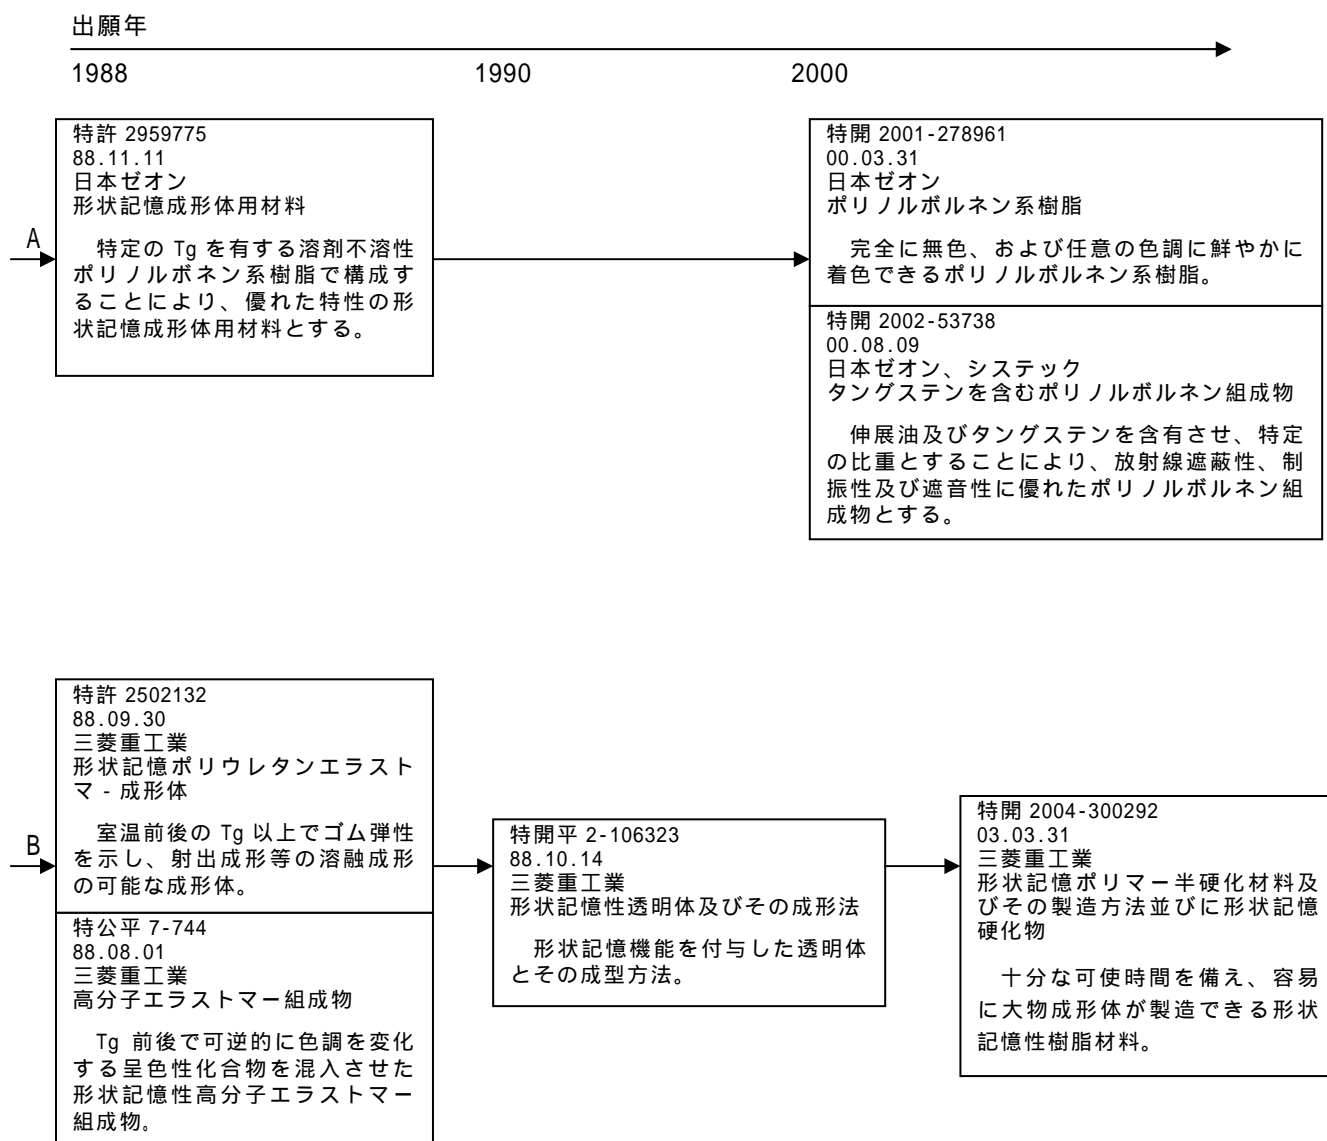 出願年
1988
1990
2000
A
特許 2959775
88.11.11
日本ゼオン
形状記憶成形体用材料
特定の Tg を有する溶剤不溶性
ポリノルボネン系樹脂で構成す
ることにより、優れた特性の形
状記憶成形体用材料とする。
特開 2001-278961
00.03.31
日本ゼオン
ポリノルボルネン系樹脂
完全に無色、および任意の色調に鮮やかに
着色できるポリノルボルネン系樹脂。
特開 2002-53738
00.08.09
日本ゼオン、システック
タングステンを含むポリノルボルネン組成物
伸展油及びタングステンを含有させ、特定
の比重とすることにより、放射線遮蔽性、制
振性及び遮音性に優れたポリノルボルネン組
成物とする。
B
特許 2502132
88.09.30
三菱重工業
形状記憶ポリウレタンエラスト
マ-成形体
室温前後の Tg 以上でゴム弾性
を示し、射出成形等の溶融成形
の可能な成形体。
特公平 7-744
88.08.01
三菱重工業
高分子エラストマー組成物
Tg 前後で可逆的に色調を変化
する呈色性化合物を混入させた
形状記憶性高分子エラストマー
組成物。
特開平 2-106323
88.10.14
三菱重工業
形状記憶性透明体及びその成形法
形状記憶機能を付与した透明体
とその成型方法。
特開 2004-300292
03.03.31
三菱重工業
形状記憶ポリマー半硬化材料及
びその製造方法並びに形状記憶
硬化物
十分な可使時間を備え、容易
に大物成形体が製造できる形状
記憶性樹脂材料。